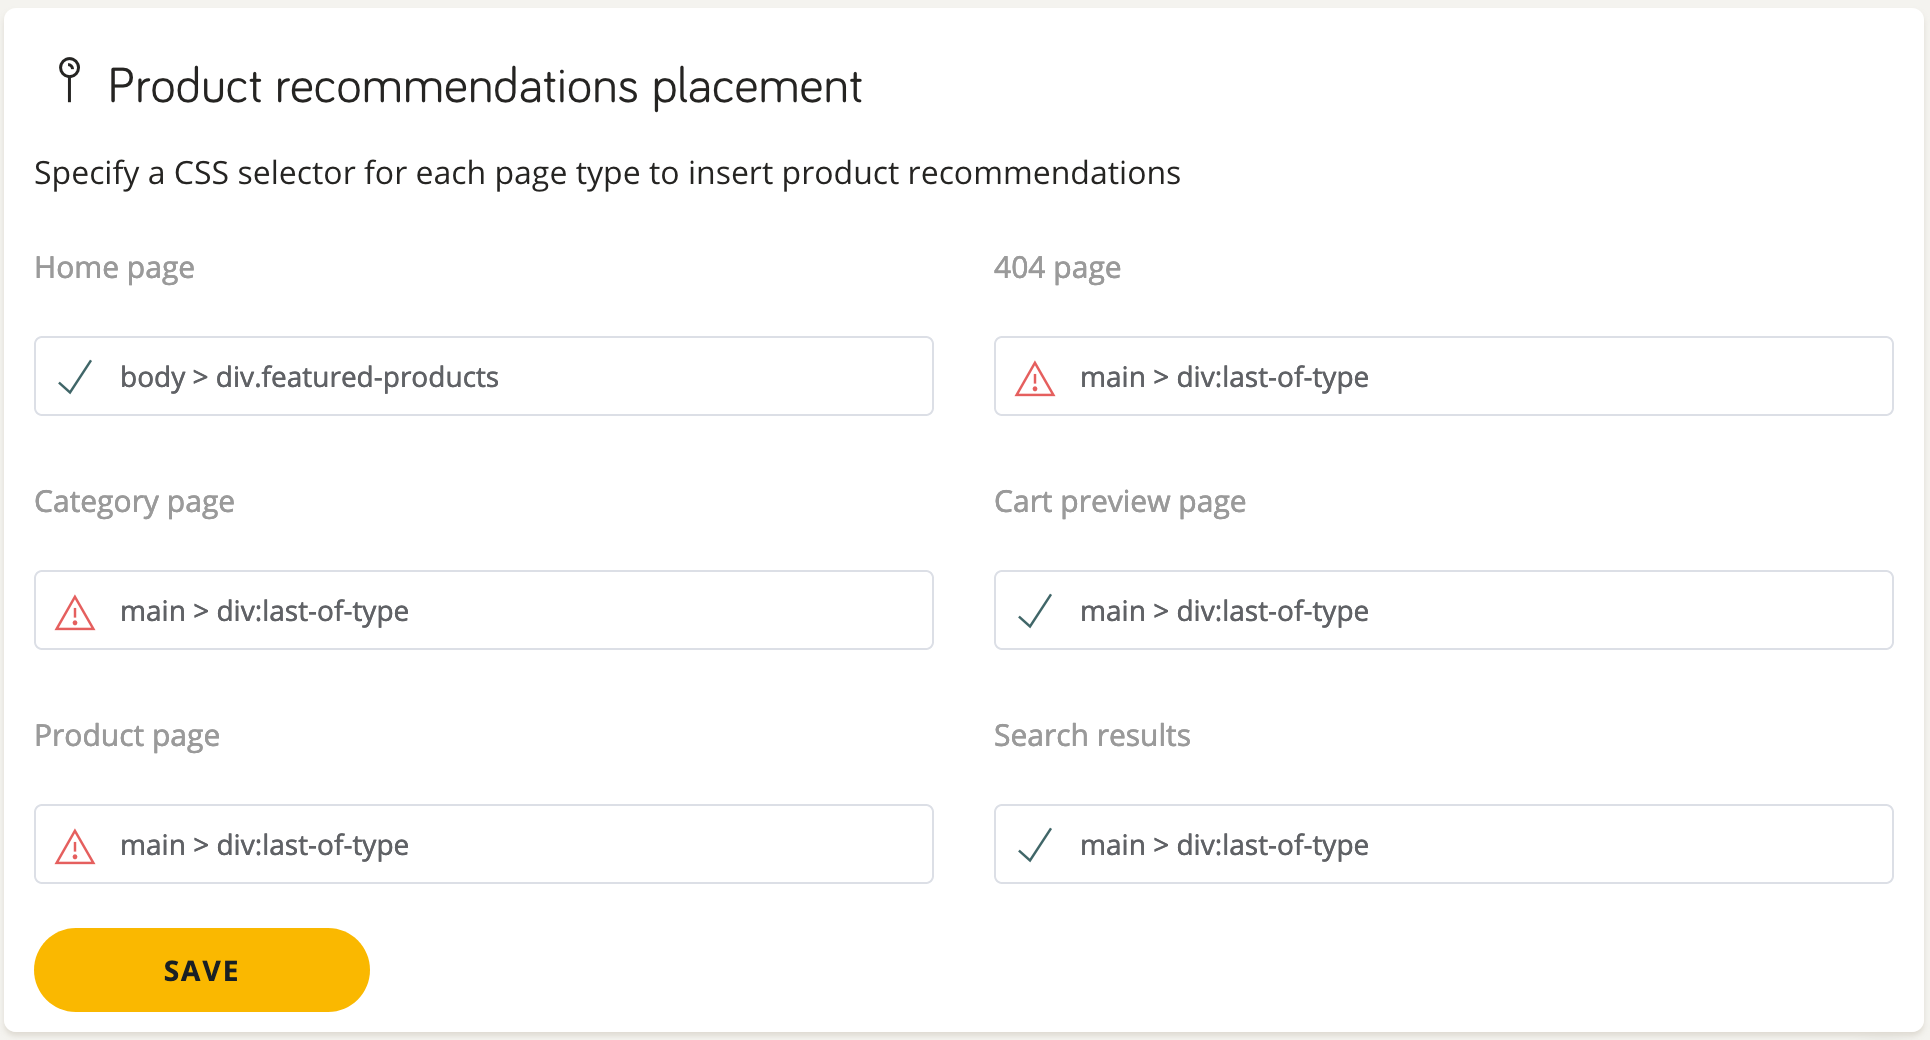 Product recommendations placement
Specify a CSS selector for each page type to insert product recommendations
Home page
404 page
body > div.featured-products
main > div:last-of-type
Category page
Cart preview page
main > div:last-of-type
main > div:last-of-type
Product page
Search results
main > div:last-of-type
main > div:last-of-type
SAVE